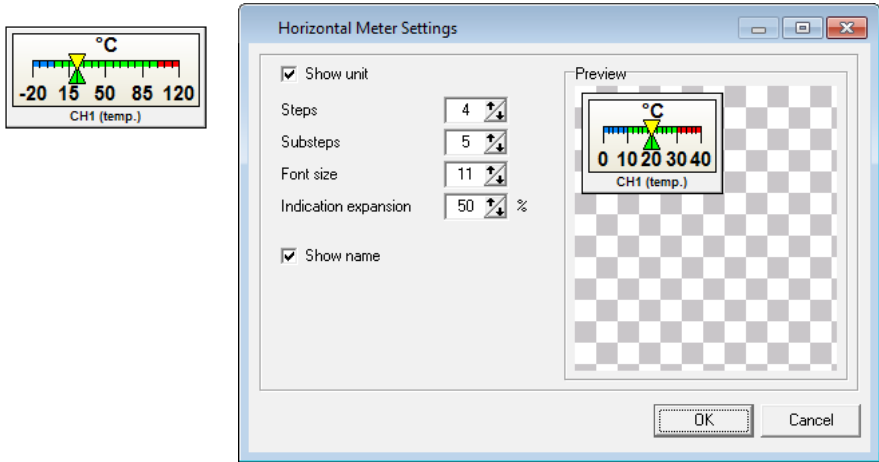 °C
-20 15 50 85 120
CH1 (temp.)
Horizontal Meter Settings
Show unit
Steps 4
Substeps 5
Font size 11
Indication expansion 50 %
Show name
Preview
°C
0 10 20 30 40
CH1 (temp.)
OK Cancel